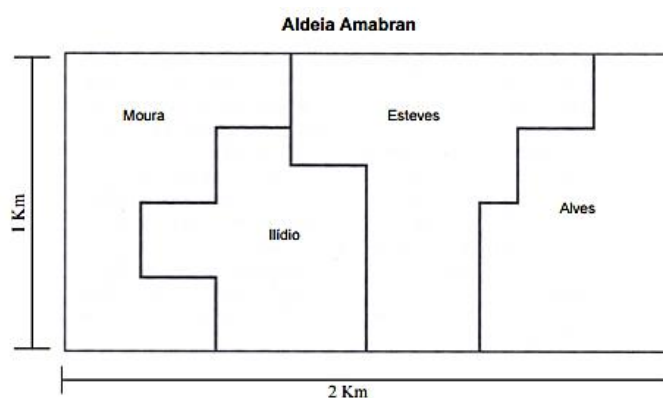 Aldeia Amabran
Moura
Esteves
Alves
Ilídio
1 Km
2 Km